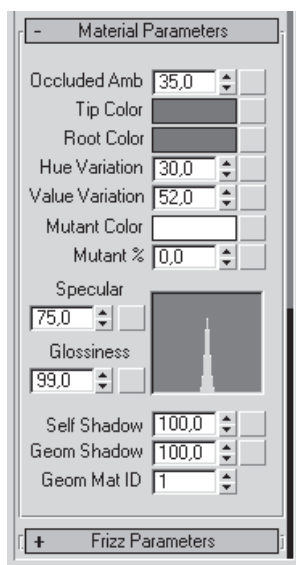 - Material Parameters
Occluded Amb 35,0
Tip Color
Root Color
Hue Variation 30,0
Value Variation 52,0
Mutant Color
Mutant % 0,0
Specular
75,0
Glossiness
99,0
Self Shadow 100,0
Geom Shadow 100,0
Geom Mat ID 1
+ Frizz Parameters